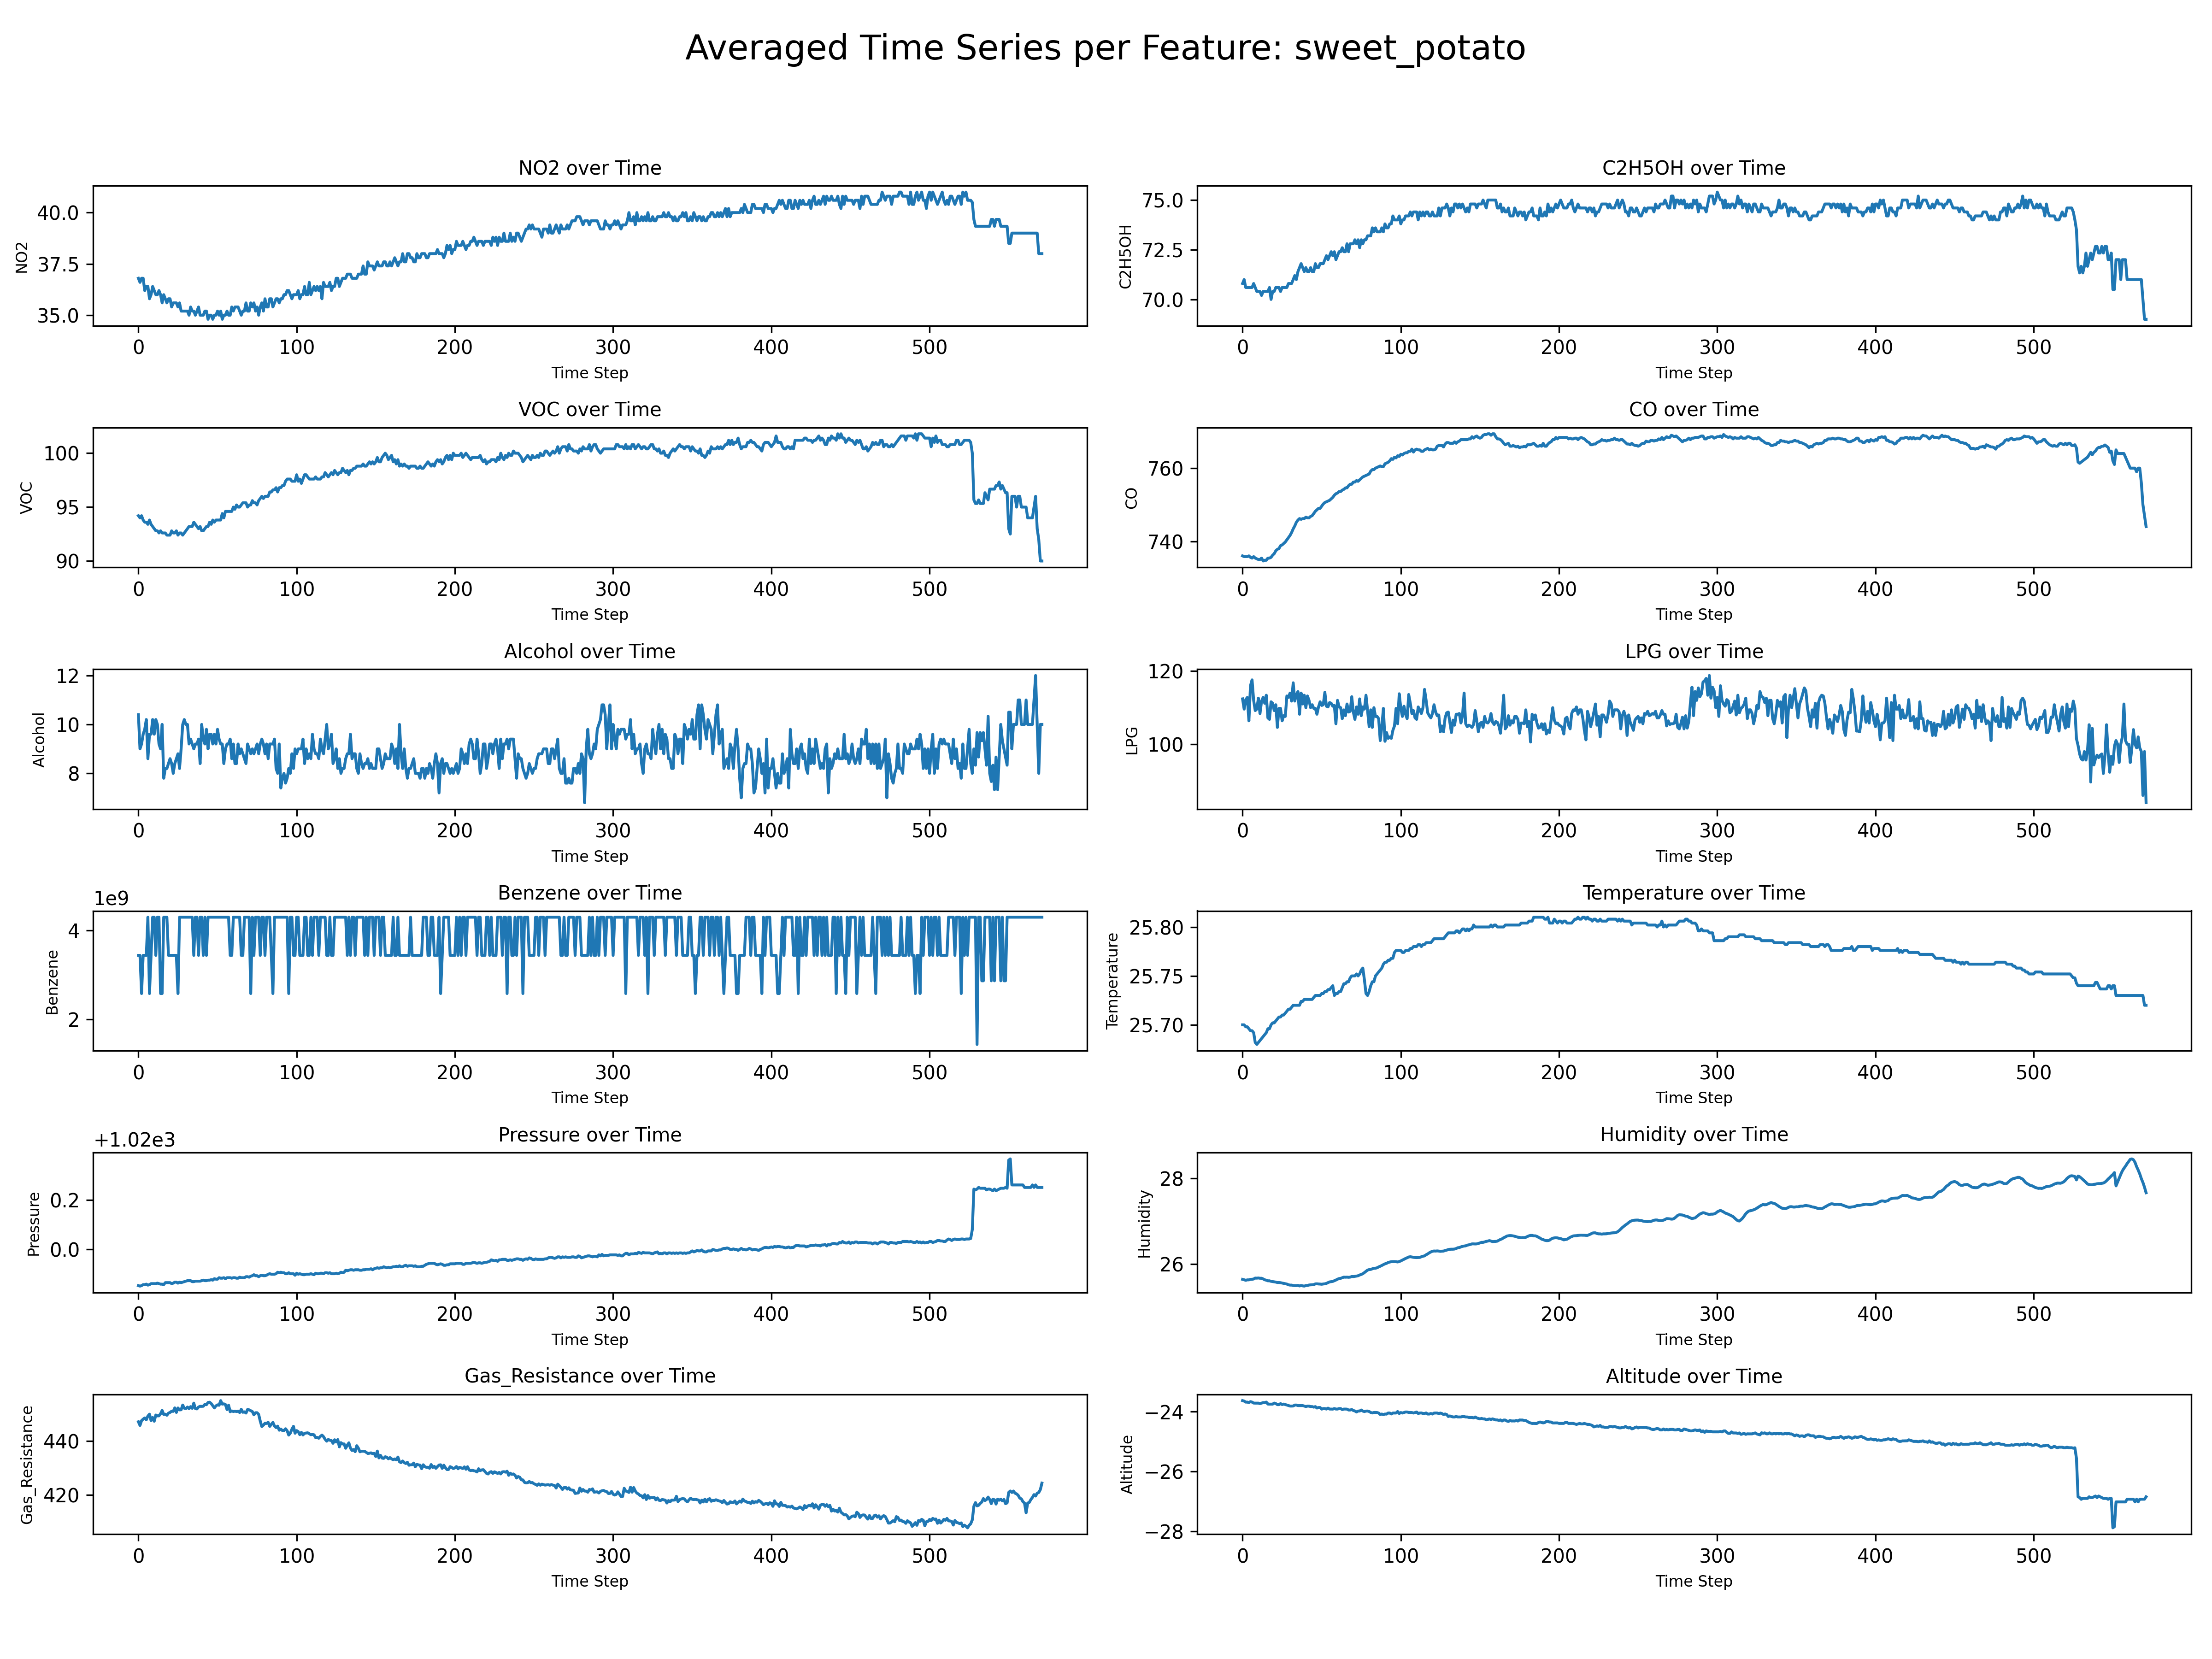 Averaged Time Series per Feature: sweet_potato
NO2 over Time
NO2
40.0
37.5
35.0
0 100 200 300 400 500
Time Step
C2H5OH over Time
C2H5OH
75.0
72.5
70.0
0 100 200 300 400 500
Time Step
VOC over Time
VOC
100
95
90
0 100 200 300 400 500
Time Step
CO over Time
CO
760
740
0 100 200 300 400 500
Time Step
Alcohol over Time
Alcohol
12
10
8
0 100 200 300 400 500
Time Step
LPG over Time
LPG
120
100
0 100 200 300 400 500
Time Step
Benzene over Time
1e9
Benzene
4
2
0 100 200 300 400 500
Time Step
Temperature over Time
Temperature
25.80
25.75
25.70
0 100 200 300 400 500
Time Step
Pressure over Time
+1.02e3
Pressure
0.2
0.0
0 100 200 300 400 500
Time Step
Humidity over Time
Humidity
28
26
0 100 200 300 400 500
Time Step
Gas_Resistance over Time
Gas_Resistance
440
420
0 100 200 300 400 500
Time Step
Altitude over Time
Altitude
−24
−26
−28
0 100 200 300 400 500
Time Step